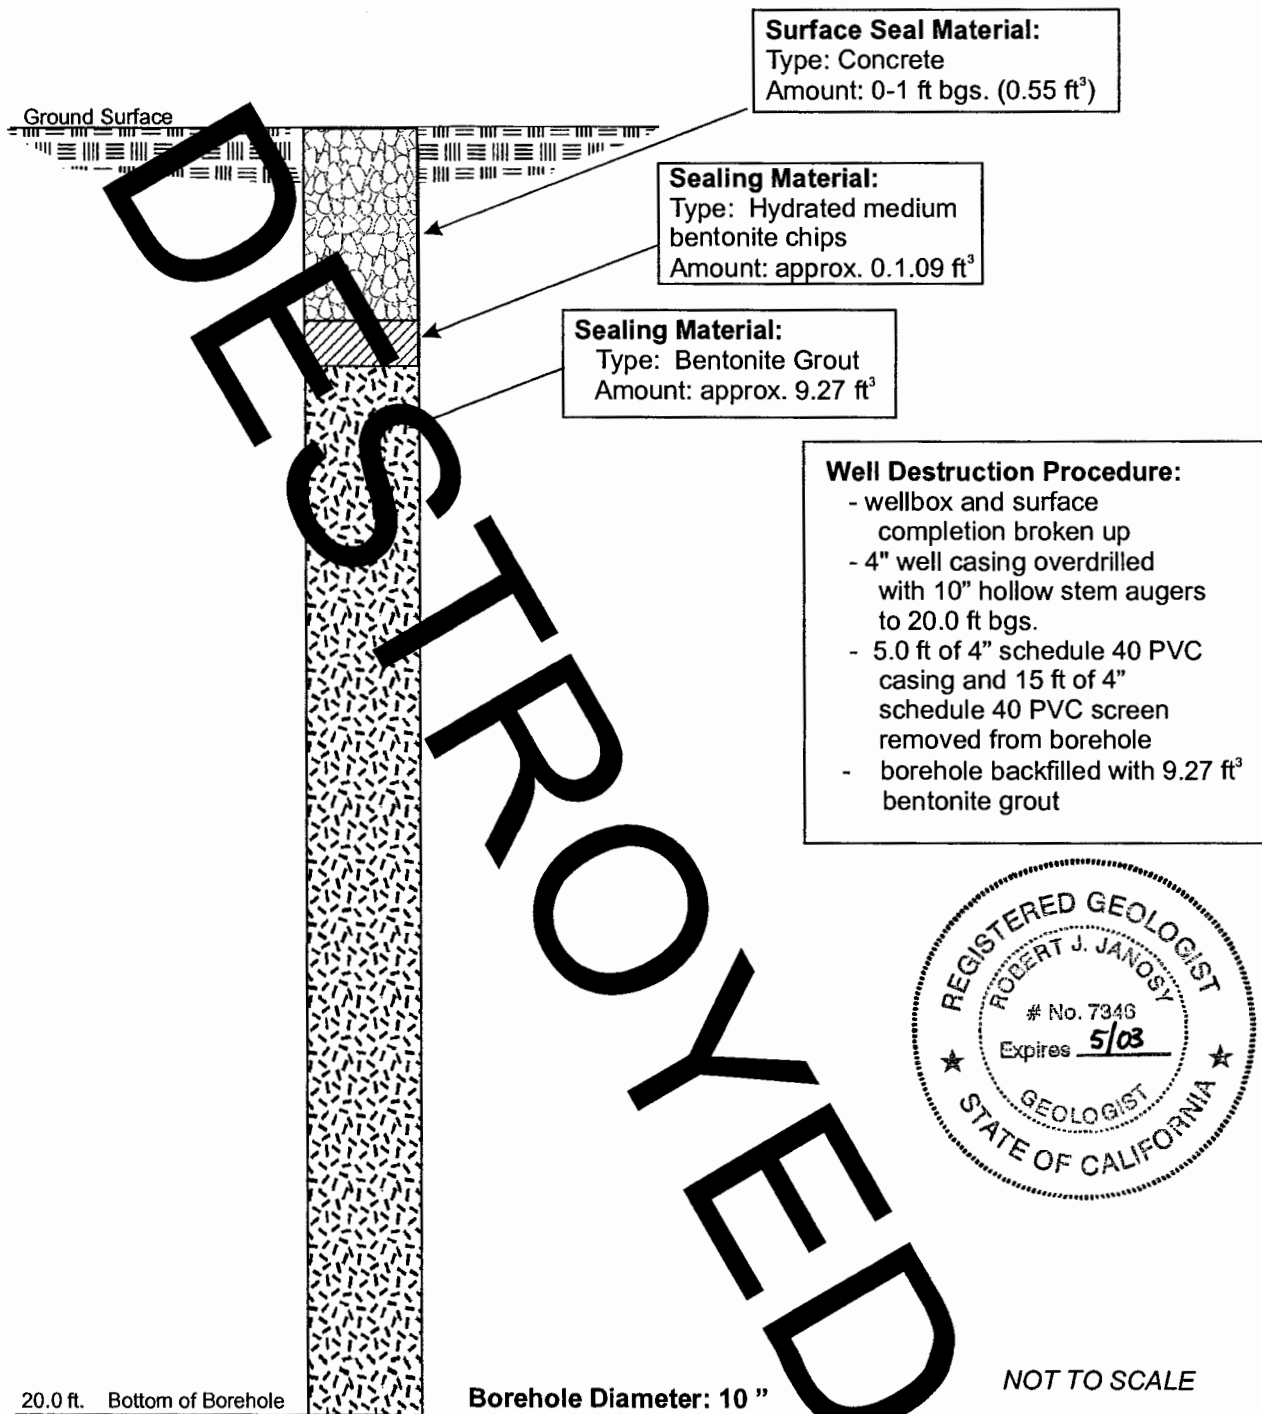 Surface Seal Material:
Type: Concrete
Amount: 0-1 ft bgs. (0.55 ft³)
Ground Surface
Sealing Material:
Type: Hydrated medium
bentonite chips
Amount: approx. 0.1.09 ft³
Sealing Material:
Type: Bentonite Grout
Amount: approx. 9.27 ft³
DESTROYED
Well Destruction Procedure:
- wellbox and surface
completion broken up
- 4" well casing overdrilled
with 10" hollow stem augers
to 20.0 ft bgs.
- 5.0 ft of 4" schedule 40 PVC
casing and 15 ft of 4"
schedule 40 PVC screen
removed from borehole
- borehole backfilled with 9.27 ft³
bentonite grout
REGISTERED GEOLOGIST
ROBERT J. JANOSY
# No. 7346
Expires 5/03
GEOLOGIST
STATE OF CALIFORNIA
20.0 ft. Bottom of Borehole
Borehole Diameter: 10 "
NOT TO SCALE